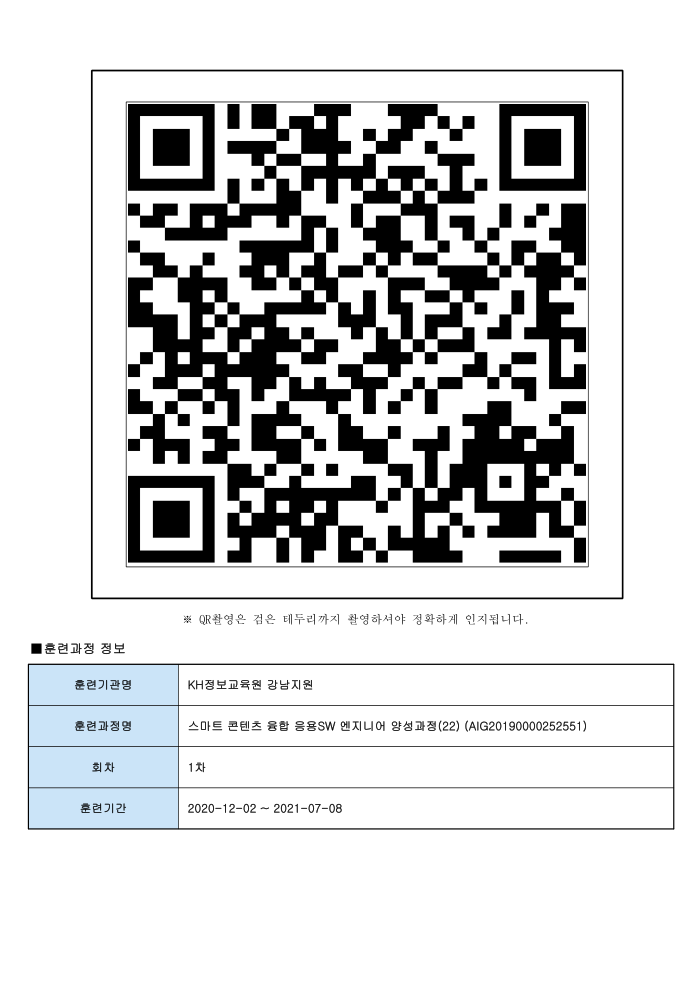 ※ QR촬영은 검은 테두리까지 촬영하셔야 정확하게 인지됩니다.
■훈련과정 정보
훈련기관명 KH정보교육원 강남지원
훈련과정명 스마트 콘텐츠 융합 응용SW 엔지니어 양성과정(22) (AIG20190000252551)
회차 1차
훈련기간 2020-12-02 ~ 2021-07-08